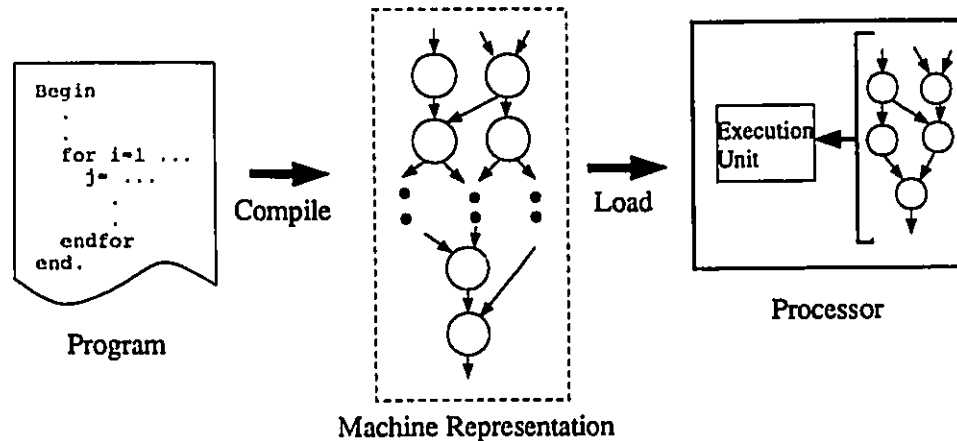 Begin
.
.
for i=1 ...
j= ...
.
.
endfor
end.
Program
Compile
Machine Representation
Load
Execution
Unit
Processor